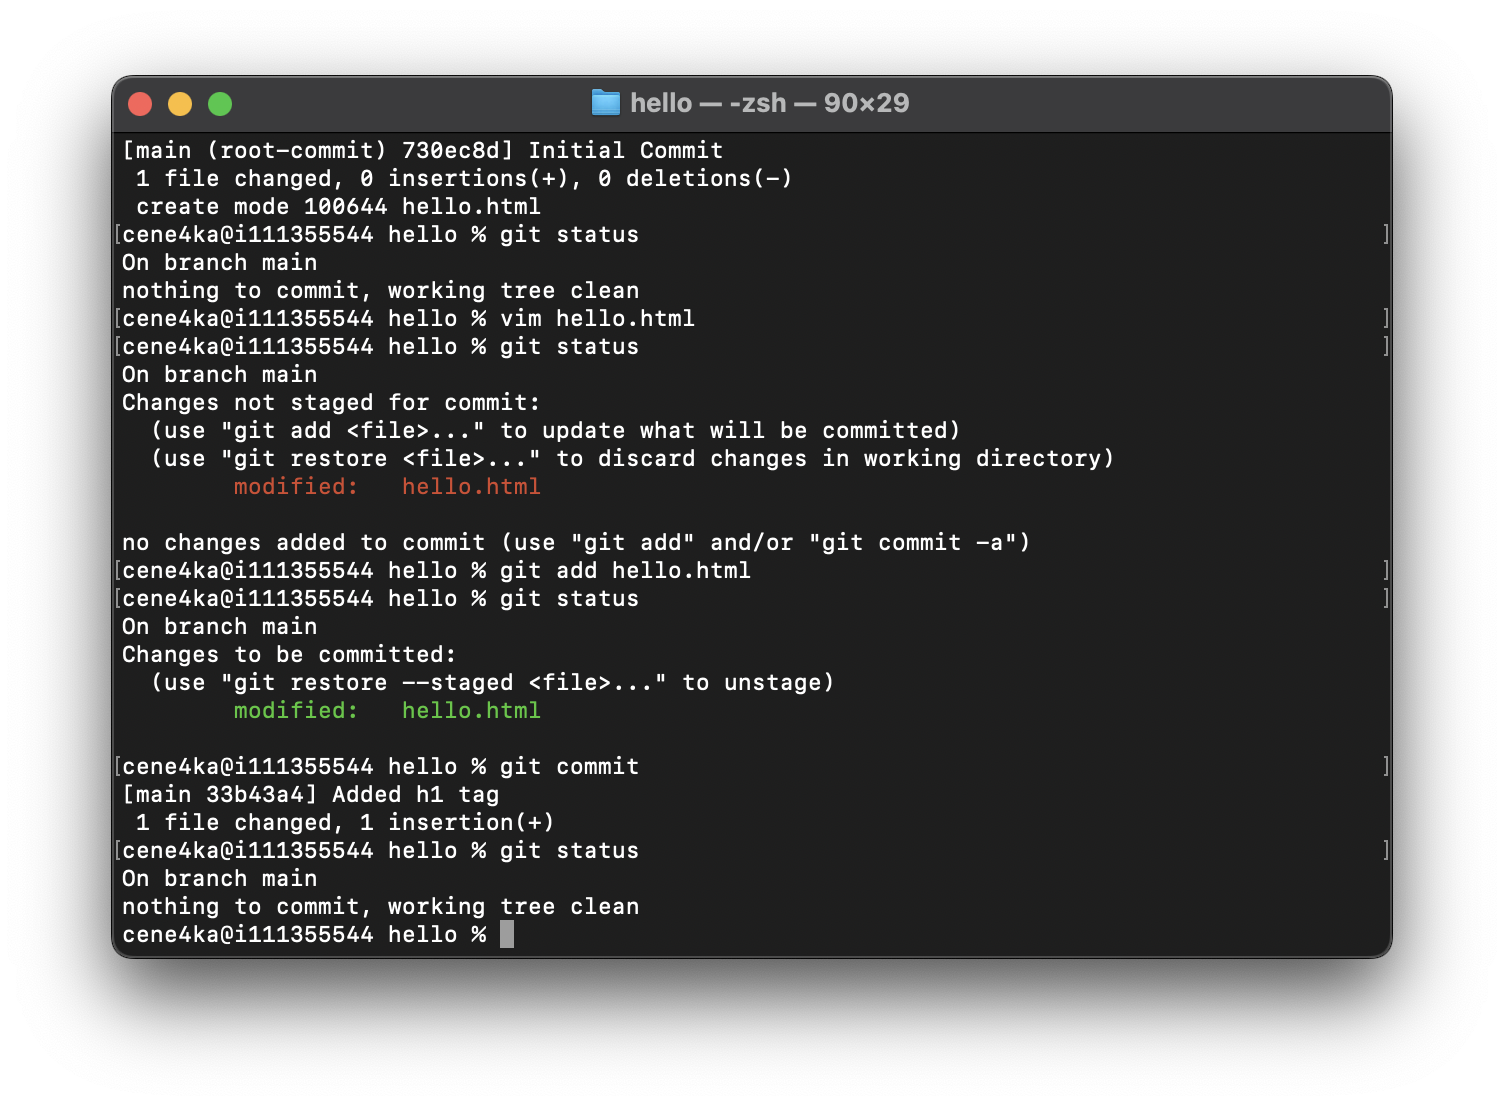 hello — -zsh — 90×29
[main (root-commit) 730ec8d] Initial Commit
 1 file changed, 0 insertions(+), 0 deletions(-)
 create mode 100644 hello.html
[cene4ka@i111355544 hello % git status ]
On branch main
nothing to commit, working tree clean
[cene4ka@i111355544 hello % vim hello.html ]
[cene4ka@i111355544 hello % git status ]
On branch main
Changes not staged for commit:
  (use "git add <file>..." to update what will be committed)
  (use "git restore <file>..." to discard changes in working directory)
        modified:   hello.html

no changes added to commit (use "git add" and/or "git commit -a")
[cene4ka@i111355544 hello % git add hello.html ]
[cene4ka@i111355544 hello % git status ]
On branch main
Changes to be committed:
  (use "git restore --staged <file>..." to unstage)
        modified:   hello.html

[cene4ka@i111355544 hello % git commit ]
[main 33b43a4] Added h1 tag
 1 file changed, 1 insertion(+)
[cene4ka@i111355544 hello % git status ]
On branch main
nothing to commit, working tree clean
cene4ka@i111355544 hello %